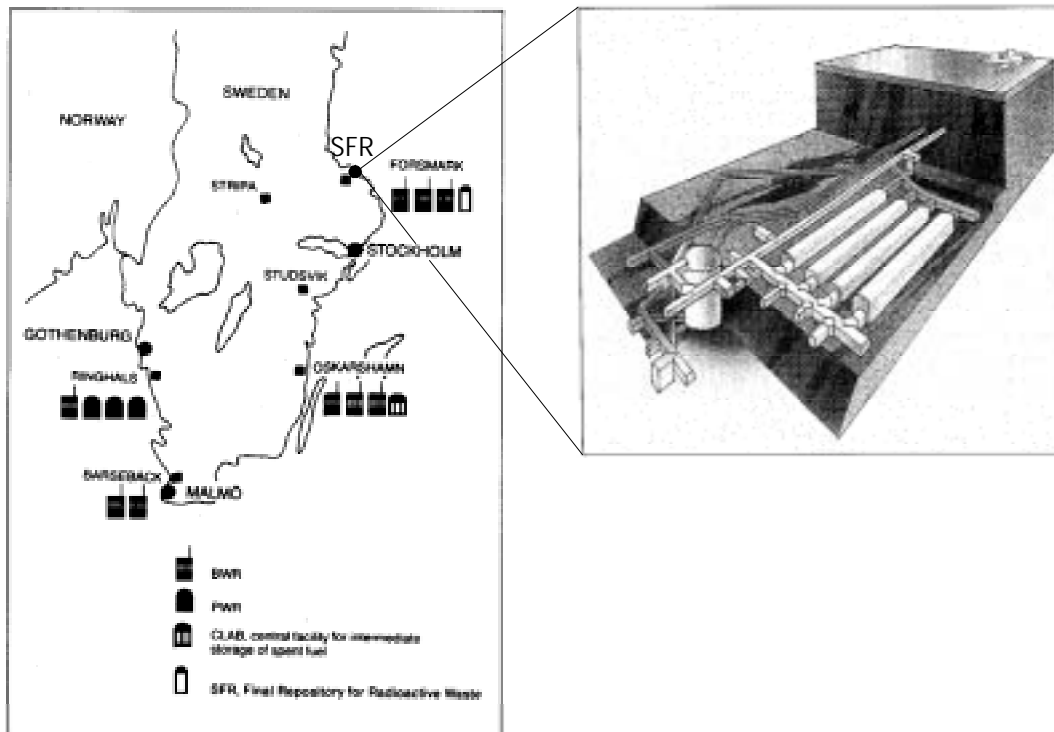 SWEDEN
NORWAY
SFR
FORSMARK
STRIPA
STOCKHOLM
STUDSVIK
GOTHENBURG
RINGHALS
OSKARSHAMN
BARSEBACK
MALMÖ
BWR
PWR
CLAB, central facility for intermediate
storage of spent fuel
SFR, Final Repository for Radioactive Waste